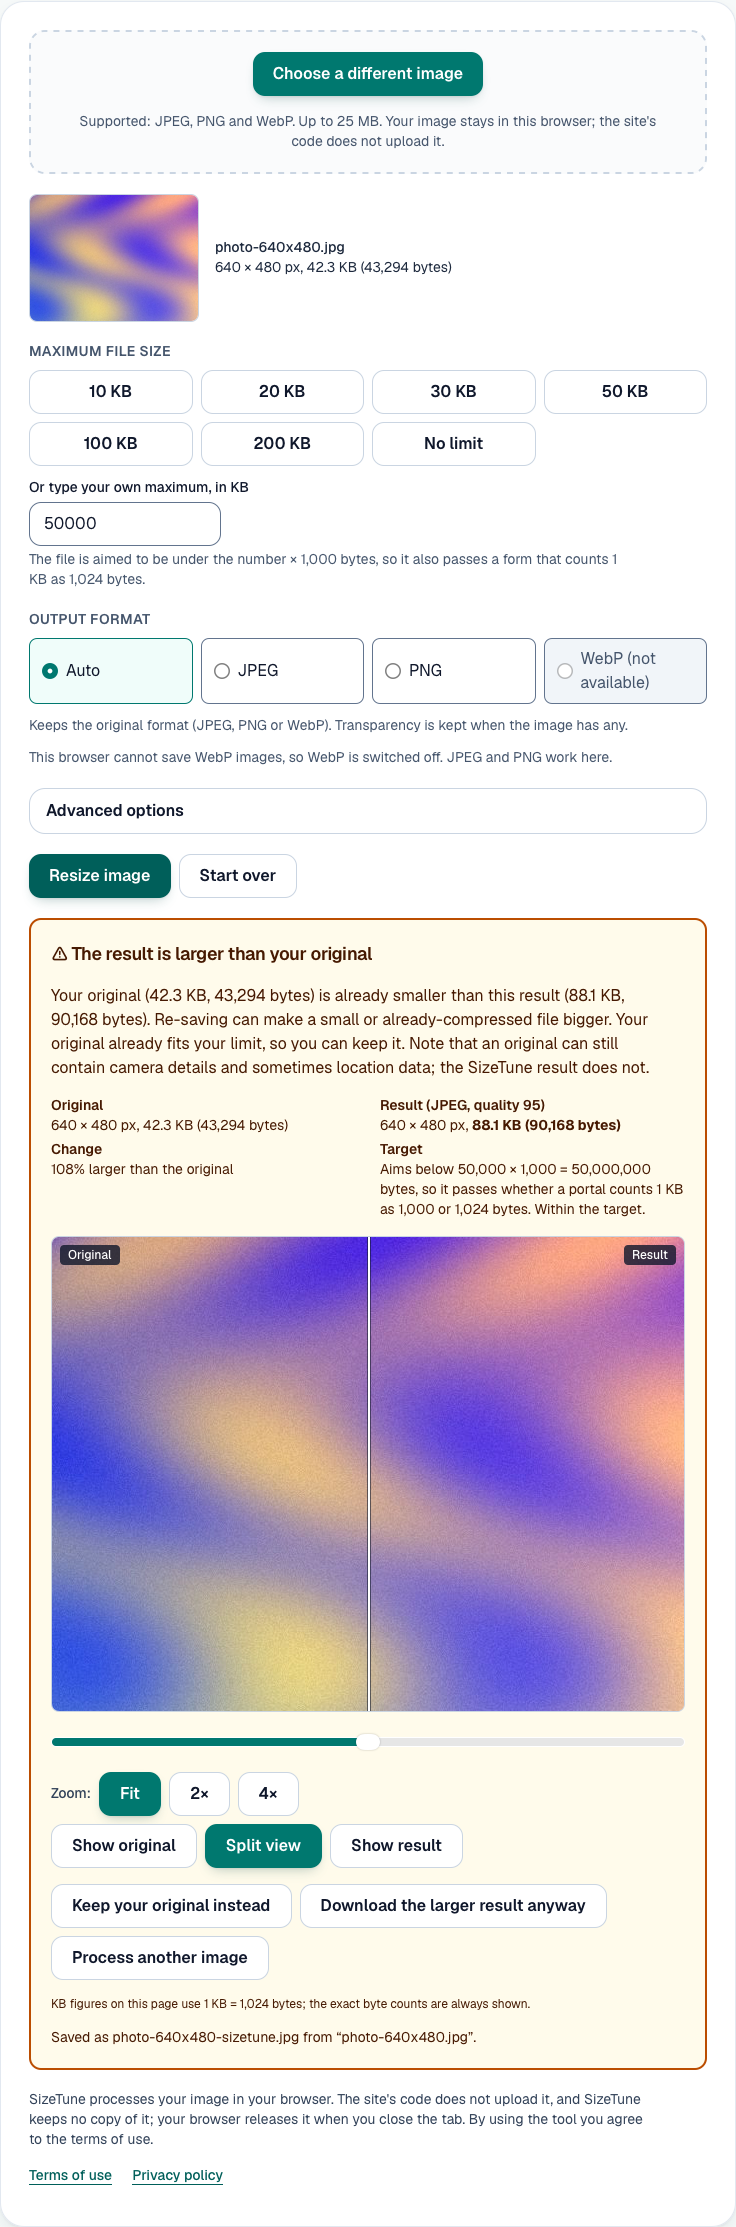 Choose a different image
Supported: JPEG, PNG and WebP. Up to 25 MB. Your image stays in this browser; the site's
code does not upload it.
photo-640x480.jpg
640 × 480 px, 42.3 KB (43,294 bytes)
MAXIMUM FILE SIZE
10 KB
20 KB
30 KB
50 KB
100 KB
200 KB
No limit
Or type your own maximum, in KB
50000
The file is aimed to be under the number × 1,000 bytes, so it also passes a form that counts 1
KB as 1,024 bytes.
OUTPUT FORMAT
Auto
JPEG
PNG
WebP (not
available)
Keeps the original format (JPEG, PNG or WebP). Transparency is kept when the image has any.
This browser cannot save WebP images, so WebP is switched off. JPEG and PNG work here.
Advanced options
Resize image
Start over
The result is larger than your original
Your original (42.3 KB, 43,294 bytes) is already smaller than this result (88.1 KB,
90,168 bytes). Re-saving can make a small or already-compressed file bigger. Your
original already fits your limit, so you can keep it. Note that an original can still
contain camera details and sometimes location data; the SizeTune result does not.
Original
640 × 480 px, 42.3 KB (43,294 bytes)
Result (JPEG, quality 95)
640 × 480 px, 88.1 KB (90,168 bytes)
Change
108% larger than the original
Target
Aims below 50,000 × 1,000 = 50,000,000
bytes, so it passes whether a portal counts 1 KB
as 1,000 or 1,024 bytes. Within the target.
Original
Result
Zoom:
Fit
2×
4×
Show original
Split view
Show result
Keep your original instead
Download the larger result anyway
Process another image
KB figures on this page use 1 KB = 1,024 bytes; the exact byte counts are always shown.
Saved as photo-640x480-sizetune.jpg from “photo-640x480.jpg”.
SizeTune processes your image in your browser. The site's code does not upload it, and SizeTune
keeps no copy of it; your browser releases it when you close the tab. By using the tool you agree
to the terms of use.
Terms of use
Privacy policy